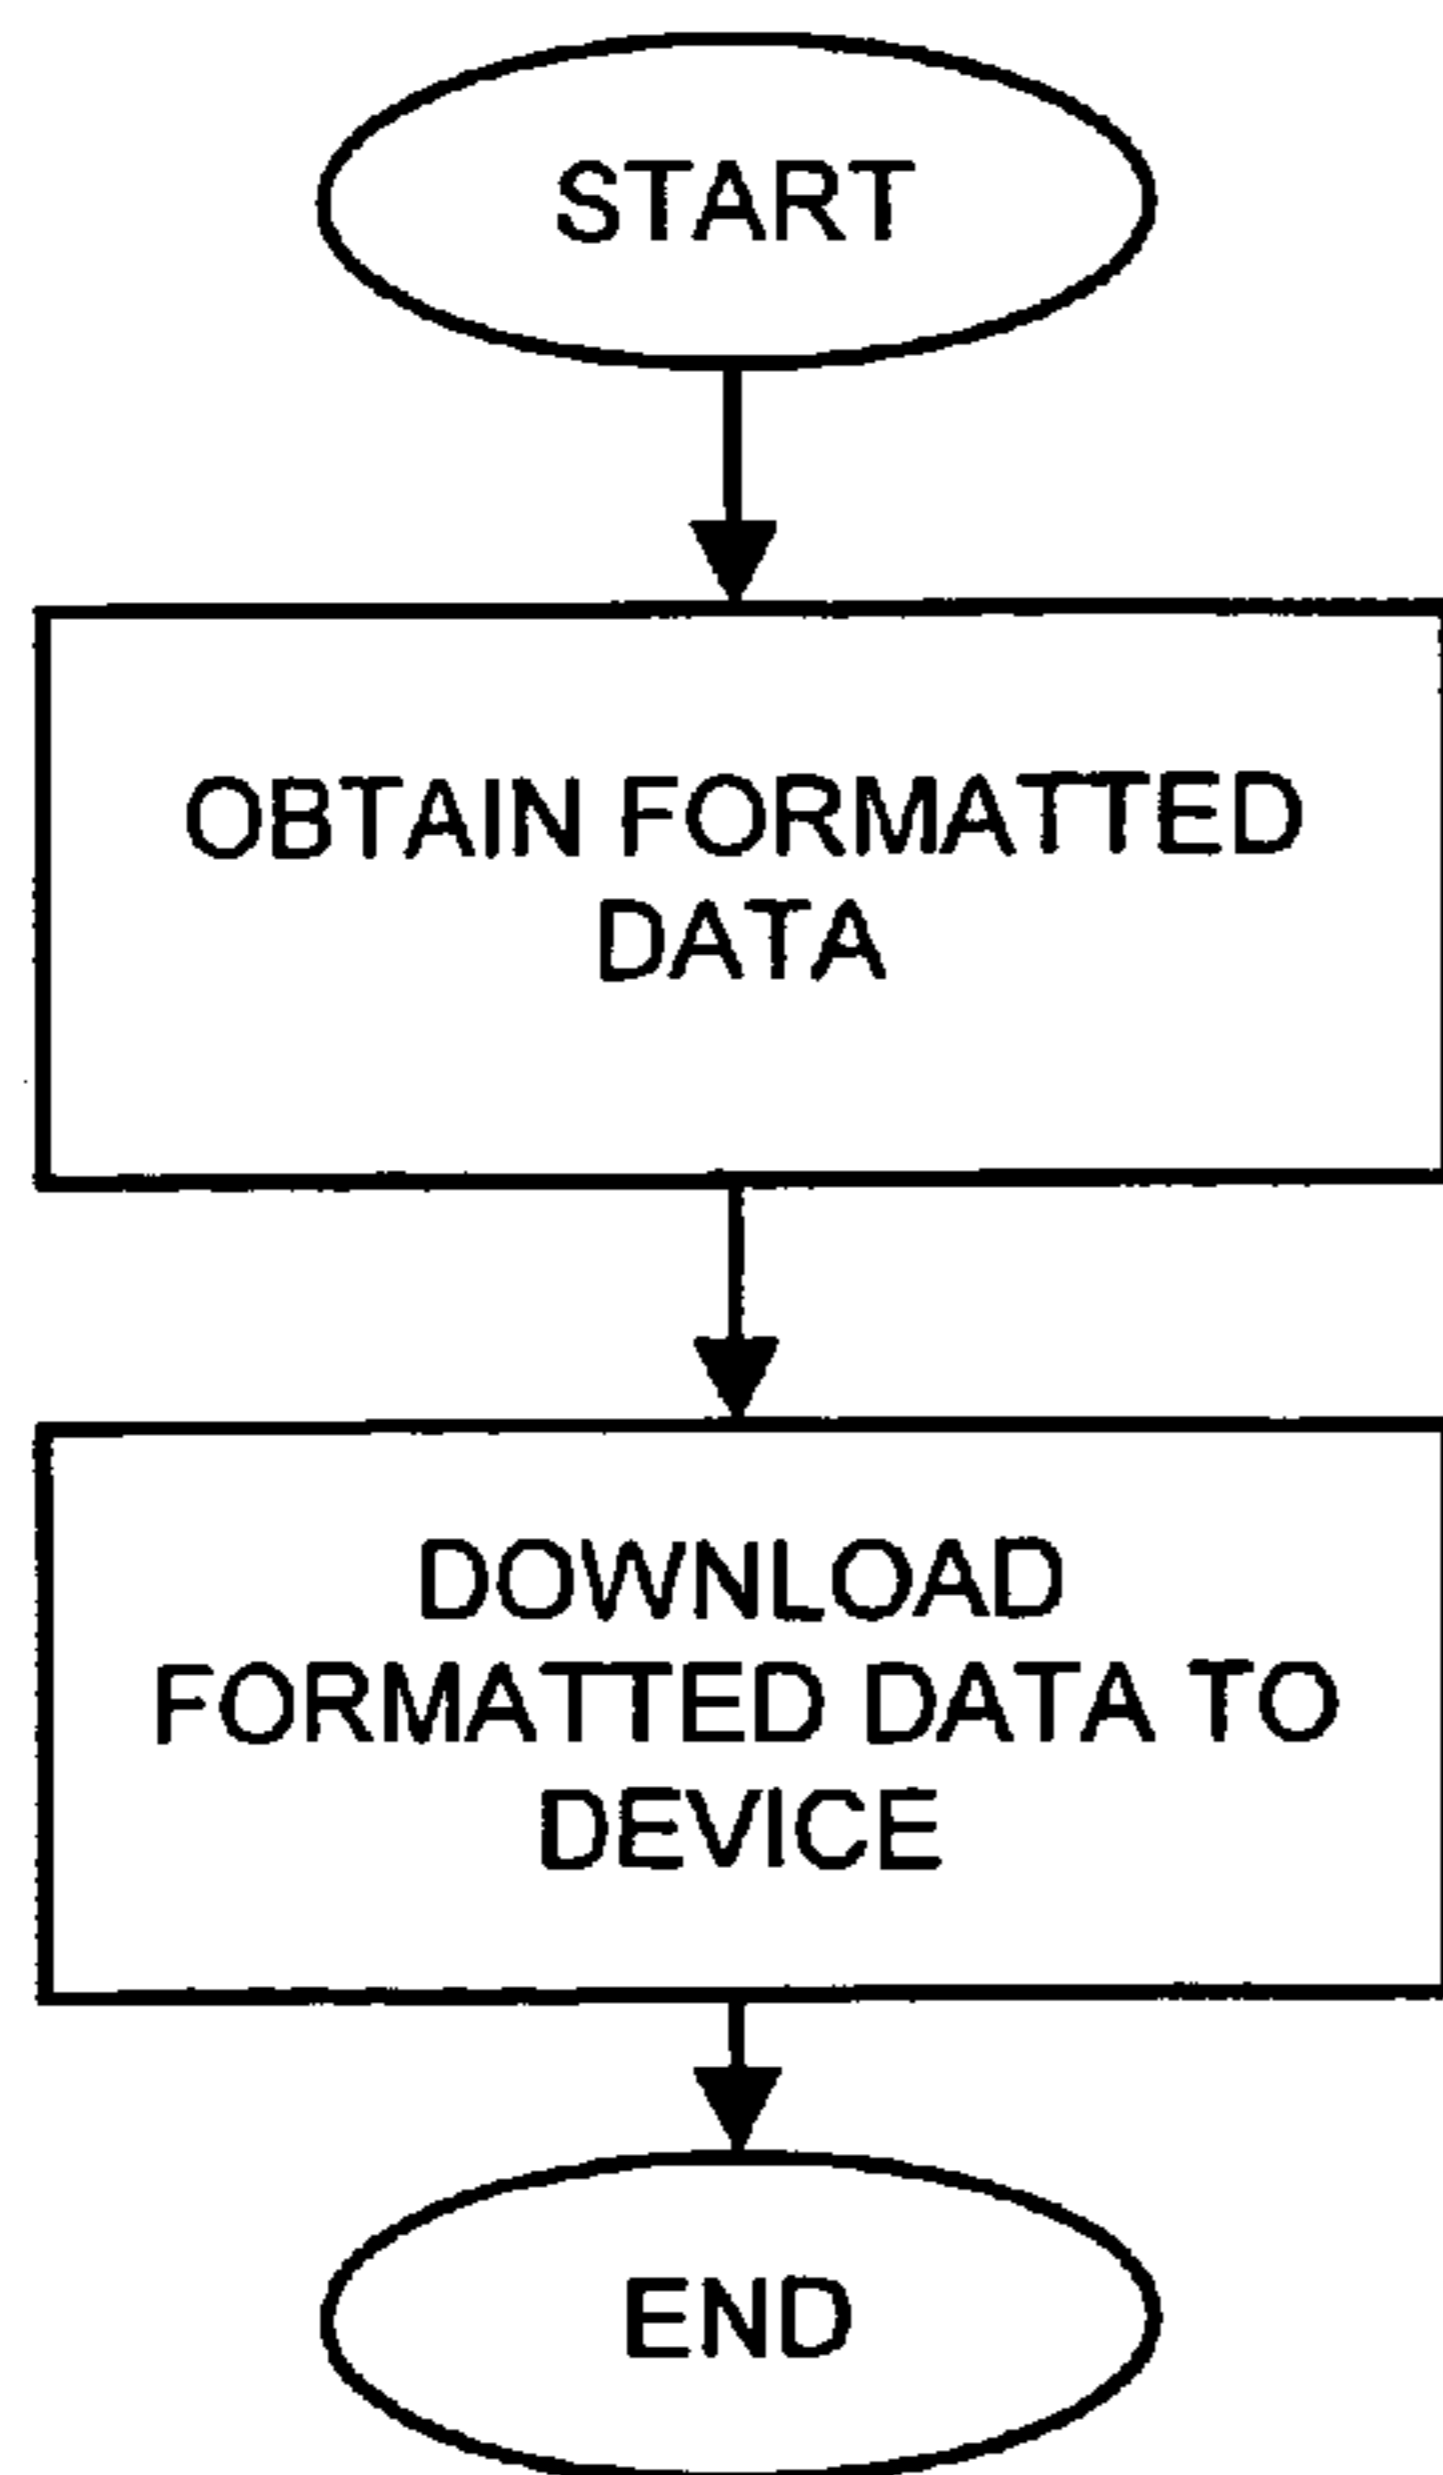 START
OBTAIN FORMATTED
DATA
DOWNLOAD
FORMATTED DATA TO
DEVICE
END